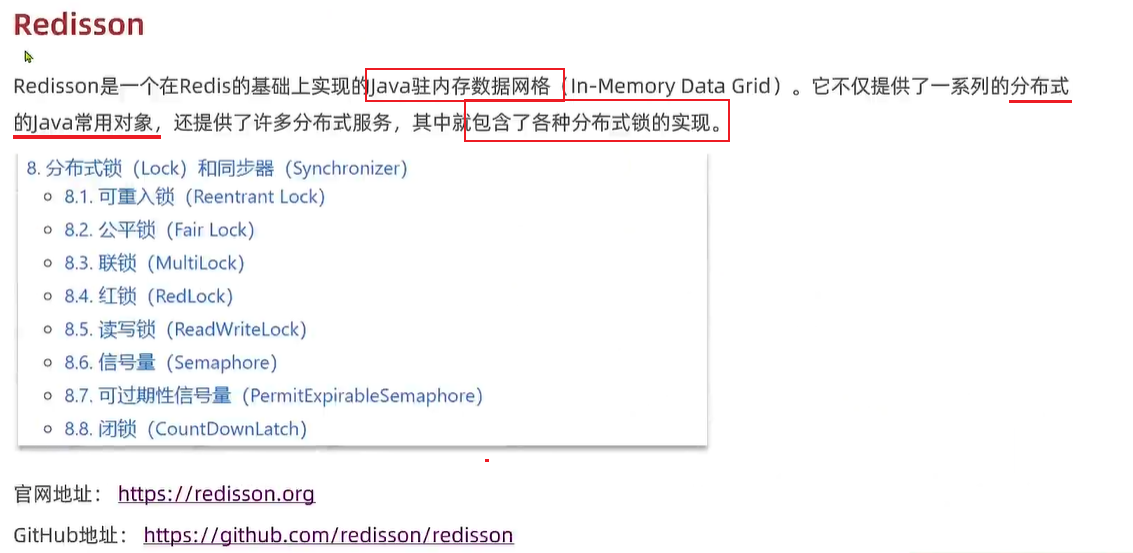 Redisson
Redisson是一个在Redis的基础上实现的Java驻内存数据网格（In-Memory Data Grid）。它不仅提供了一系列的分布式
的Java常用对象，还提供了许多分布式服务，其中就包含了各种分布式锁的实现。
8. 分布式锁（Lock）和同步器（Synchronizer）
8.1. 可重入锁（Reentrant Lock）
8.2. 公平锁（Fair Lock）
8.3. 联锁（MultiLock）
8.4. 红锁（RedLock）
8.5. 读写锁（ReadWriteLock）
8.6. 信号量（Semaphore）
8.7. 可过期性信号量（PermitExpirableSemaphore）
8.8. 闭锁（CountDownLatch）
官网地址： https://redisson.org
GitHub地址： https://github.com/redisson/redisson